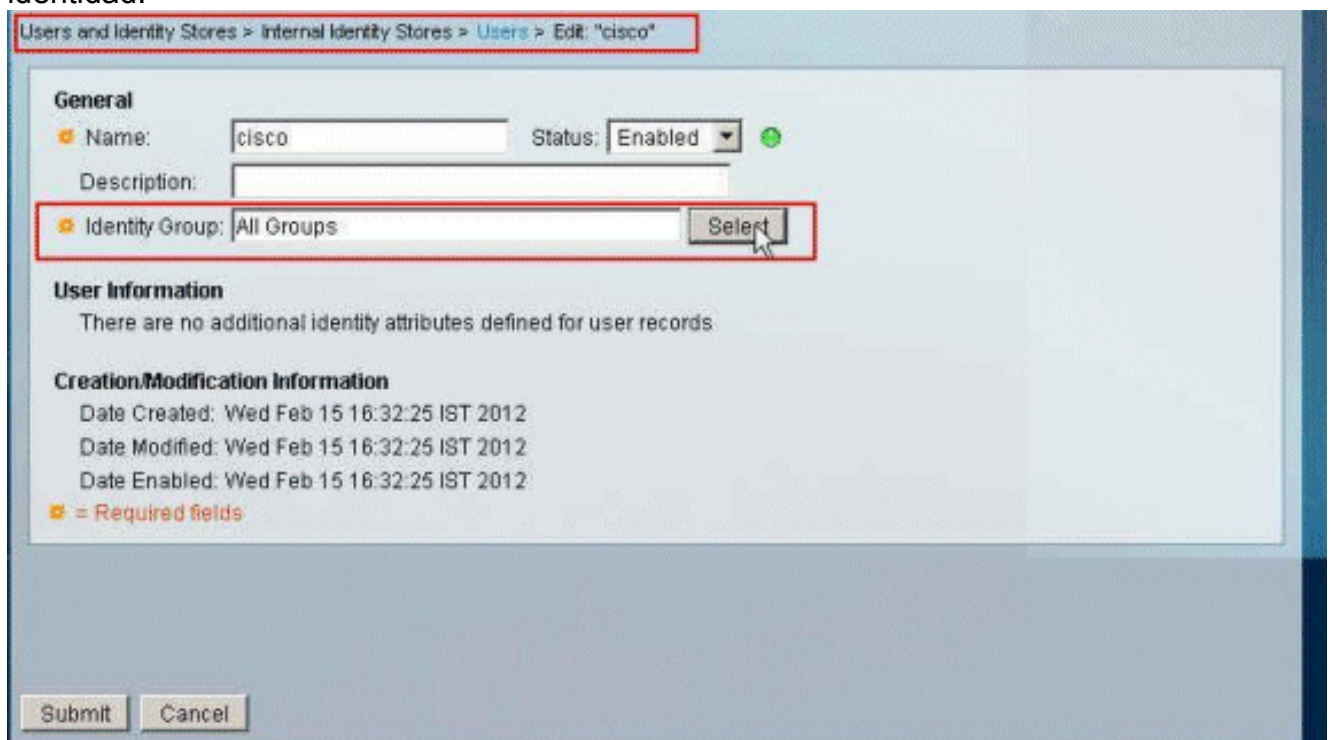 identidad.
Users and Identity Stores > Internal Identity Stores > Users > Edit: "cisco"
General
Name: cisco Status: Enabled
Description:
Identity Group: All Groups Select
User Information
There are no additional identity attributes defined for user records
Creation/Modification Information
Date Created: Wed Feb 15 16:32:25 IST 2012
Date Modified: Wed Feb 15 16:32:25 IST 2012
Date Enabled: Wed Feb 15 16:32:25 IST 2012
= Required fields
Submit Cancel